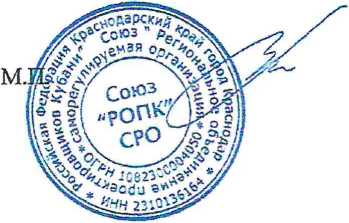 М.П.
* Российская Федерация Краснодарский край город Краснодар
Союз "Региональное объединение проектировщиков Кубани"
* саморегулируемая организация *
ОГРН 1082300004050
* ИНН 2310136164 *
Союз
"РОПК"
СРО